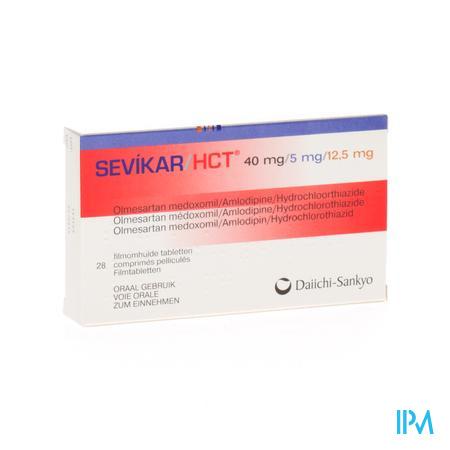 SEVÍKAR/HCT® 40 mg/5 mg/12,5 mg
Olmesartan medoxomil/Amlodipine/Hydrochloorthiazide
Olmesartan médoxomil/Amlodipine/Hydrochlorothiazide
Olmesartan medoxomil/Amlodipin/Hydrochlorothiazid
28 filmomhulde tabletten
comprimés pelliculés
Filmtabletten
ORAAL GEBRUIK
VOIE ORALE
ZUM EINNEHMEN
Daiichi-Sankyo
IPM